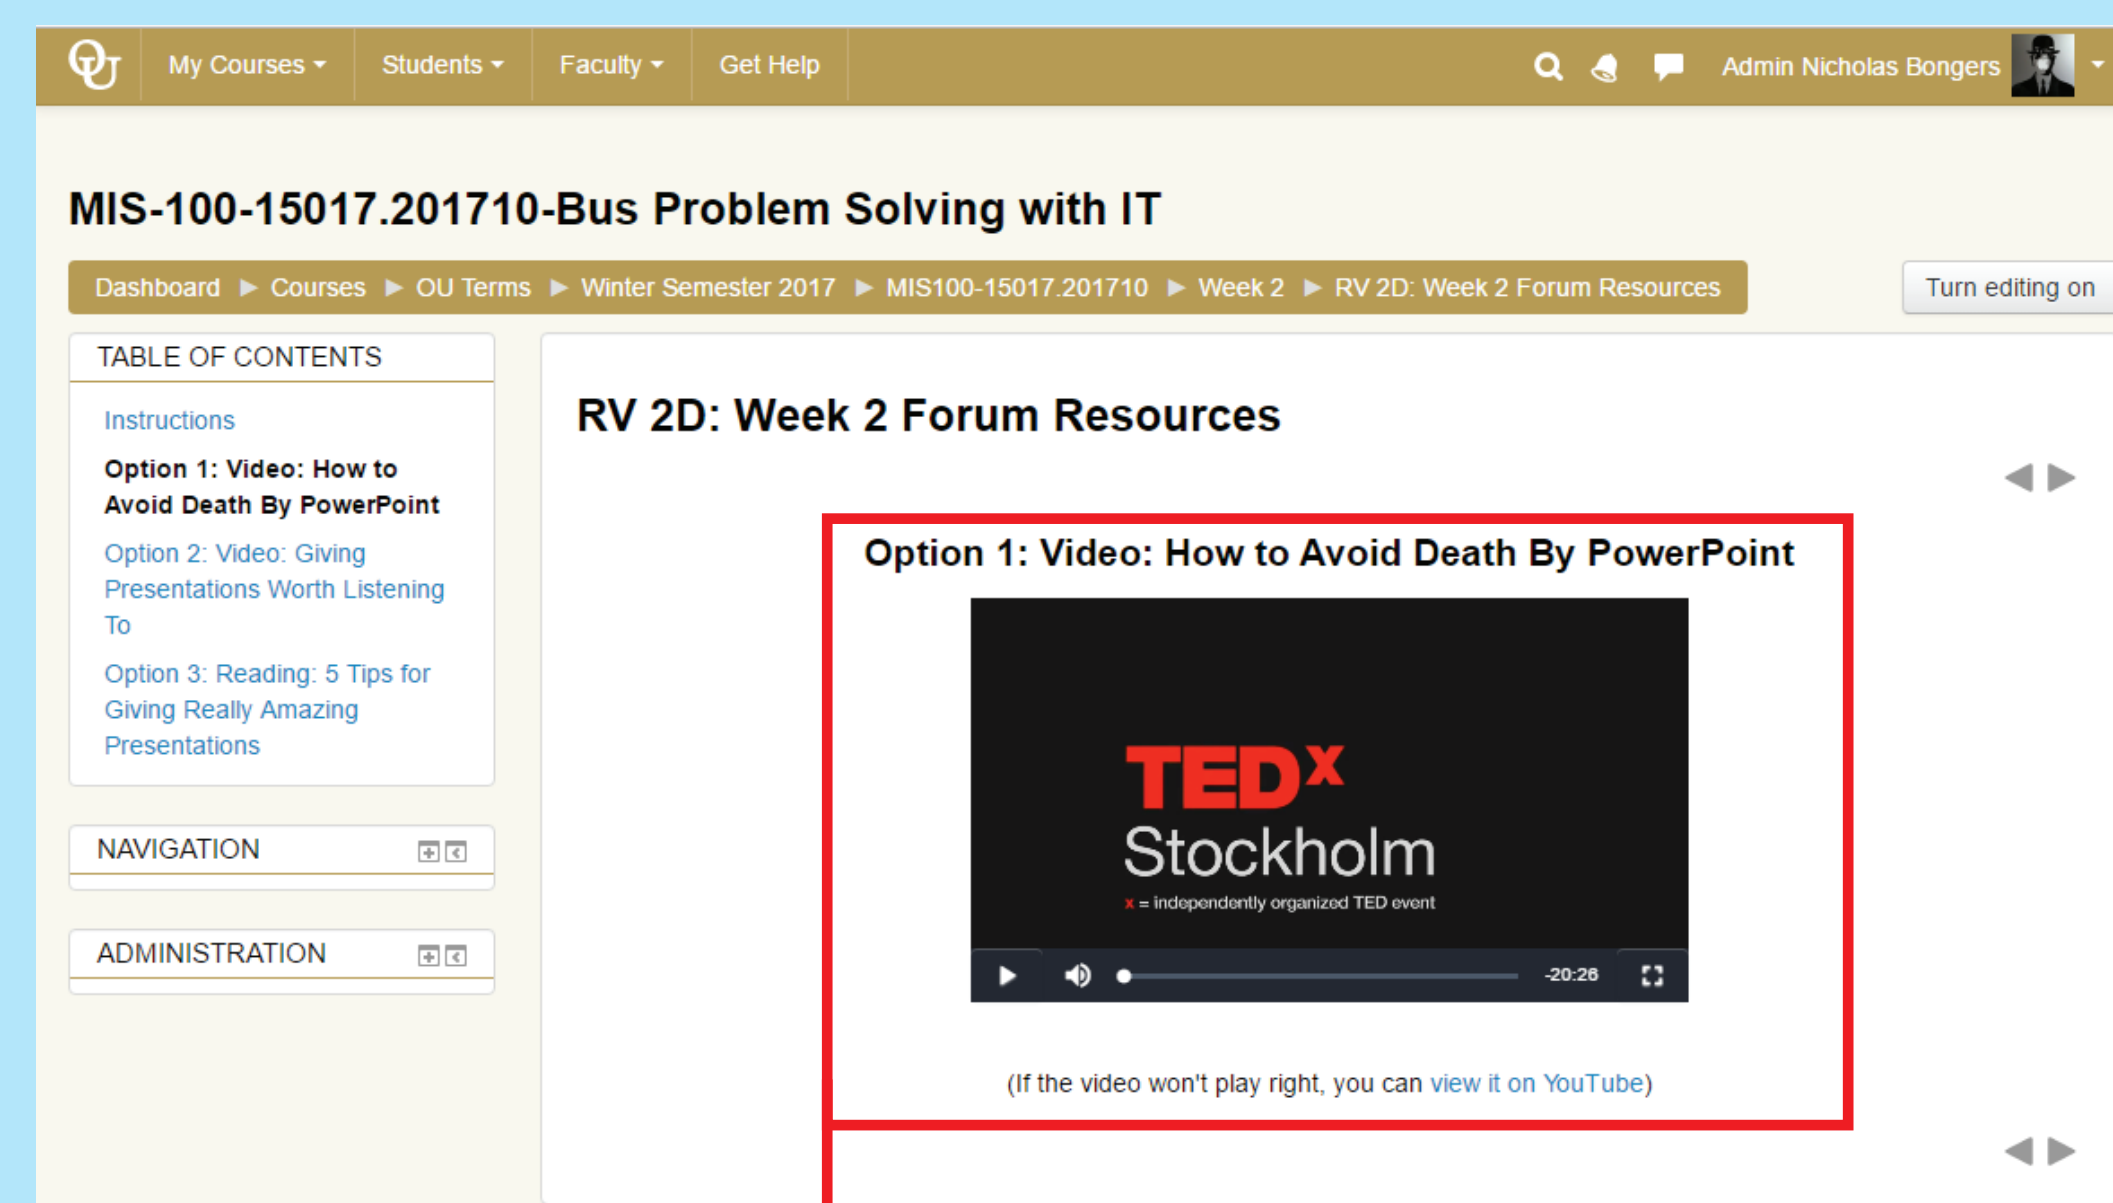 OU My Courses Students Faculty Get Help Admin Nicholas Bongers
MIS-100-15017.201710-Bus Problem Solving with IT
Dashboard Courses OU Terms Winter Semester 2017 MIS100-15017.201710 Week 2 RV 2D: Week 2 Forum Resources Turn editing on
TABLE OF CONTENTS
Instructions
Option 1: Video: How to
Avoid Death By PowerPoint
Option 2: Video: Giving
Presentations Worth Listening
To
Option 3: Reading: 5 Tips for
Giving Really Amazing
Presentations
NAVIGATION
ADMINISTRATION
RV 2D: Week 2 Forum Resources
Option 1: Video: How to Avoid Death By PowerPoint
TEDx
Stockholm
x = independently organized TED event
-20:26
(If the video won't play right, you can view it on YouTube)